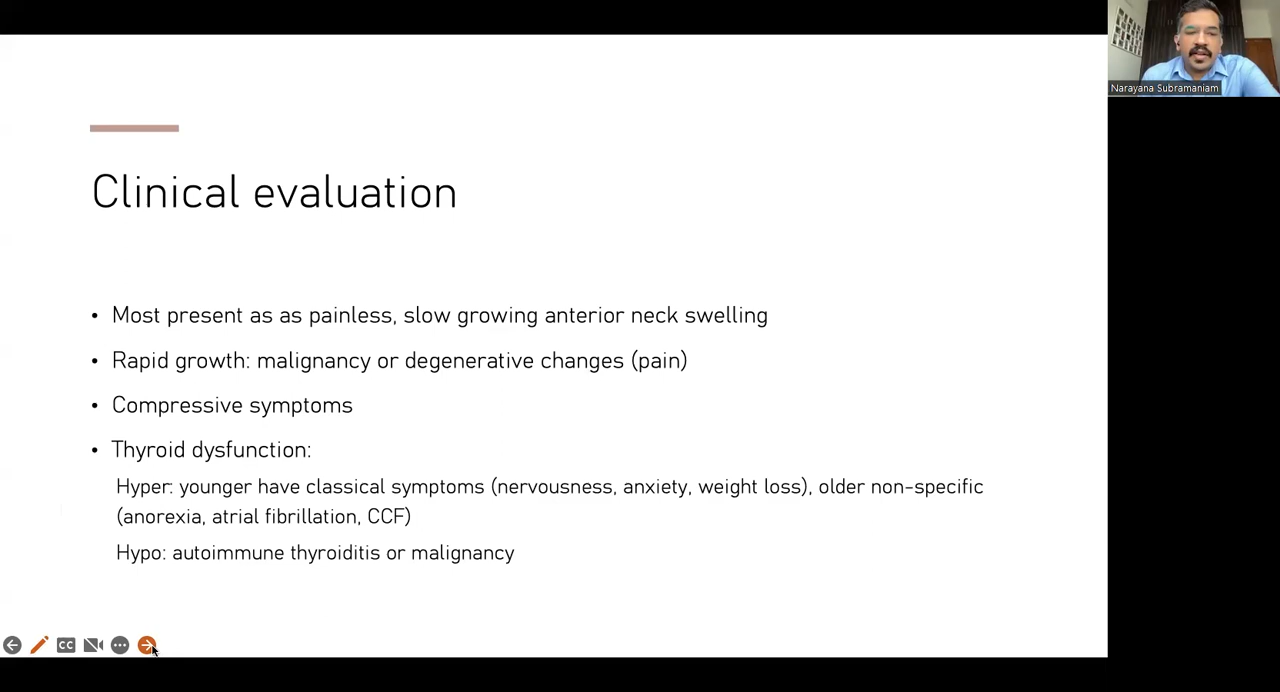 Narayana Subramaniam
Clinical evaluation
• Most present as as painless, slow growing anterior neck swelling
• Rapid growth: malignancy or degenerative changes (pain)
• Compressive symptoms
• Thyroid dysfunction:
Hyper: younger have classical symptoms (nervousness, anxiety, weight loss), older non-specific
(anorexia, atrial fibrillation, CCF)
Hypo: autoimmune thyroiditis or malignancy
CC